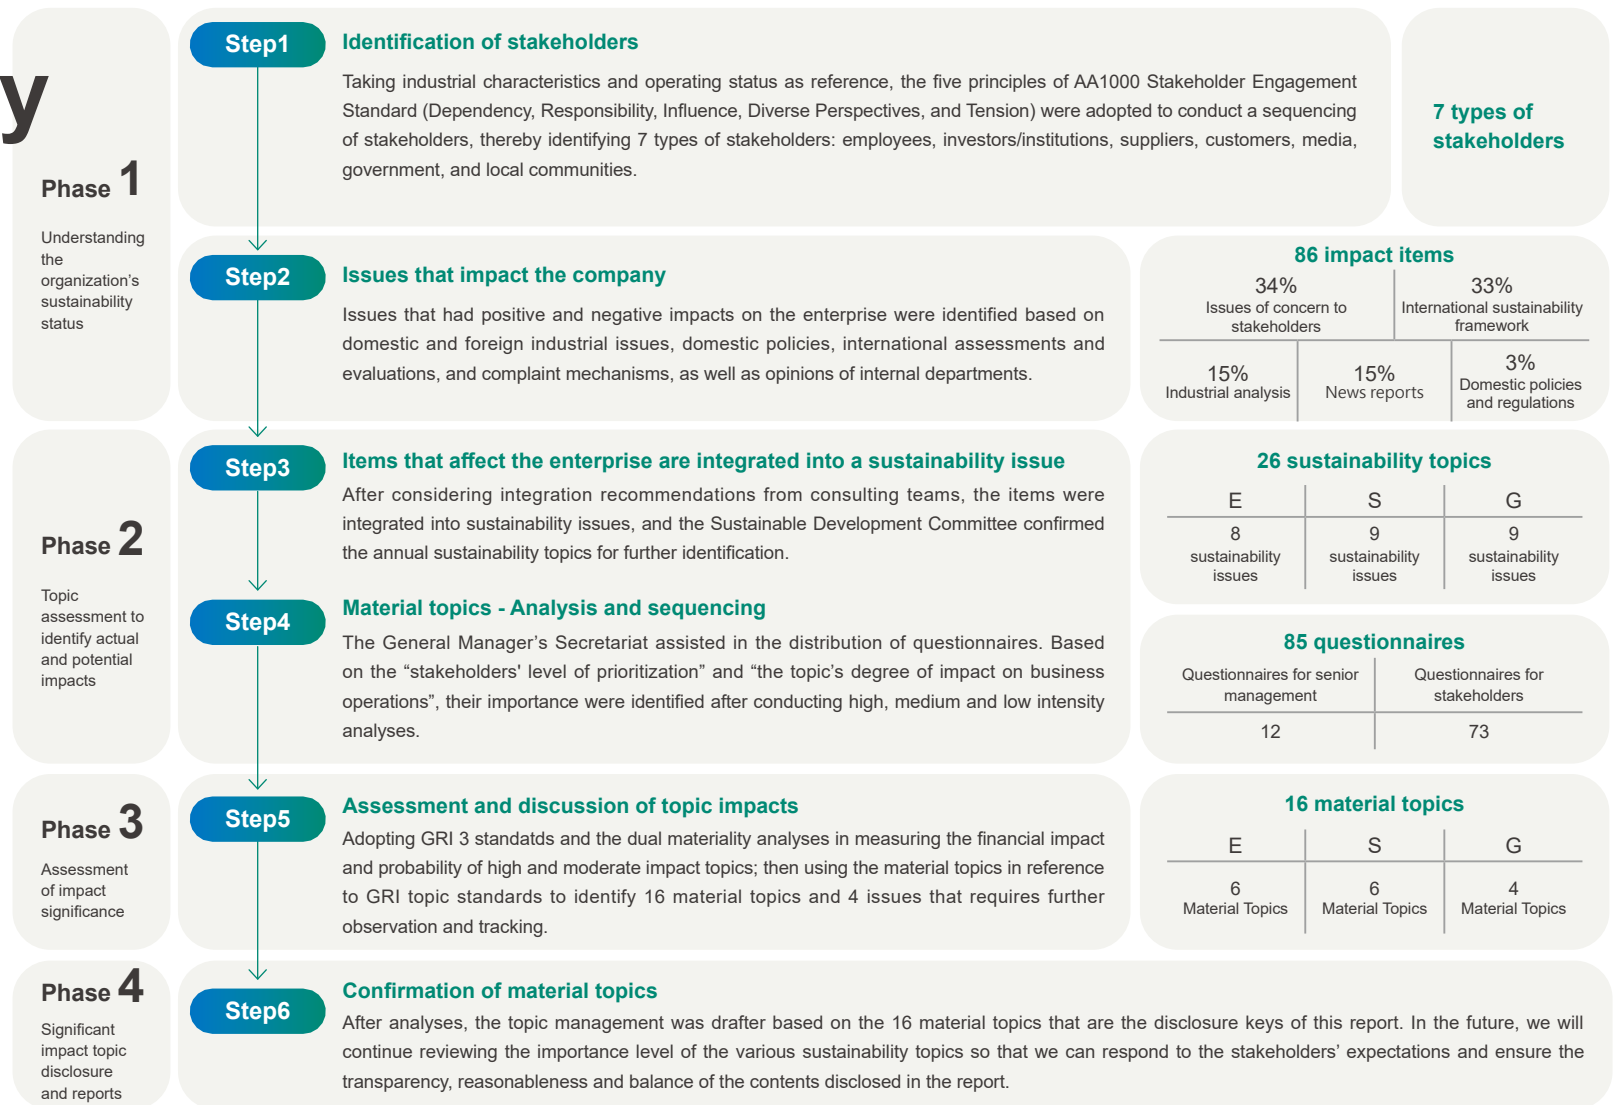 y
Phase 1
Understanding
the
organization's
sustainability
status
Step1
Identification of stakeholders
Taking industrial characteristics and operating status as reference, the five principles of AA1000 Stakeholder Engagement
Standard (Dependency, Responsibility, Influence, Diverse Perspectives, and Tension) were adopted to conduct a sequencing
of stakeholders, thereby identifying 7 types of stakeholders: employees, investors/institutions, suppliers, customers, media,
government, and local communities.
7 types of
stakeholders
Step2
Issues that impact the company
Issues that had positive and negative impacts on the enterprise were identified based on
domestic and foreign industrial issues, domestic policies, international assessments and
evaluations, and complaint mechanisms, as well as opinions of internal departments.
86 impact items
34%
Issues of concern to
stakeholders
33%
International sustainability
framework
15%
Industrial analysis
15%
News reports
3%
Domestic policies
and regulations
Phase 2
Topic
assessment to
identify actual
and potential
impacts
Step3
Items that affect the enterprise are integrated into a sustainability issue
After considering integration recommendations from consulting teams, the items were
integrated into sustainability issues, and the Sustainable Development Committee confirmed
the annual sustainability topics for further identification.
26 sustainability topics
E S G
8 9 9
sustainability sustainability sustainability
issues issues issues
Step4
Material topics - Analysis and sequencing
The General Manager's Secretariat assisted in the distribution of questionnaires. Based
on the “stakeholders' level of prioritization” and “the topic's degree of impact on business
operations”, their importance were identified after conducting high, medium and low intensity
analyses.
85 questionnaires
Questionnaires for senior
management
Questionnaires for
stakeholders
12 73
Phase 3
Assessment
of impact
significance
Step5
Assessment and discussion of topic impacts
Adopting GRI 3 standatds and the dual materiality analyses in measuring the financial impact
and probability of high and moderate impact topics; then using the material topics in reference
to GRI topic standards to identify 16 material topics and 4 issues that requires further
observation and tracking.
16 material topics
E S G
6 6 4
Material Topics Material Topics Material Topics
Phase 4
Significant
impact topic
disclosure
and reports
Step6
Confirmation of material topics
After analyses, the topic management was drafter based on the 16 material topics that are the disclosure keys of this report. In the future, we will
continue reviewing the importance level of the various sustainability topics so that we can respond to the stakeholders' expectations and ensure the
transparency, reasonableness and balance of the contents disclosed in the report.